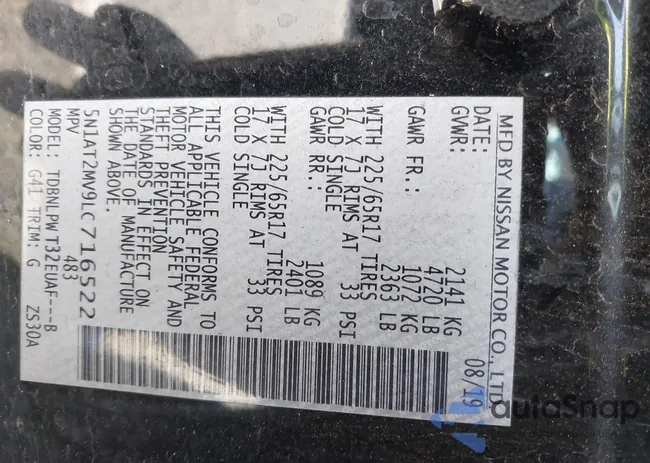 MFD BY NISSAN MOTOR CO., LTD
DATE: 08/19
GVWR: 2141 KG
4720 LB
GAWR FR.: 1072 KG
2363 LB
WITH 225/65R17 TIRES
17 X 7J RIMS AT 33 PSI
COLD SINGLE
GAWR RR.: 1089 KG
2401 LB
WITH 225/65R17 TIRES
17 X 7J RIMS AT 33 PSI
COLD SINGLE
THIS VEHICLE CONFORMS TO
ALL APPLICABLE FEDERAL
MOTOR VEHICLE SAFETY AND
THEFT PREVENTION
STANDARDS IN EFFECT ON
THE DATE OF MANUFACTURE
SHOWN ABOVE.
5N1AT2MV9LC716522
MPV 483
MODEL: TDBNLPWT32EUAF---B
COLOR: G41 TRIM: G ZS30A
autoSnap